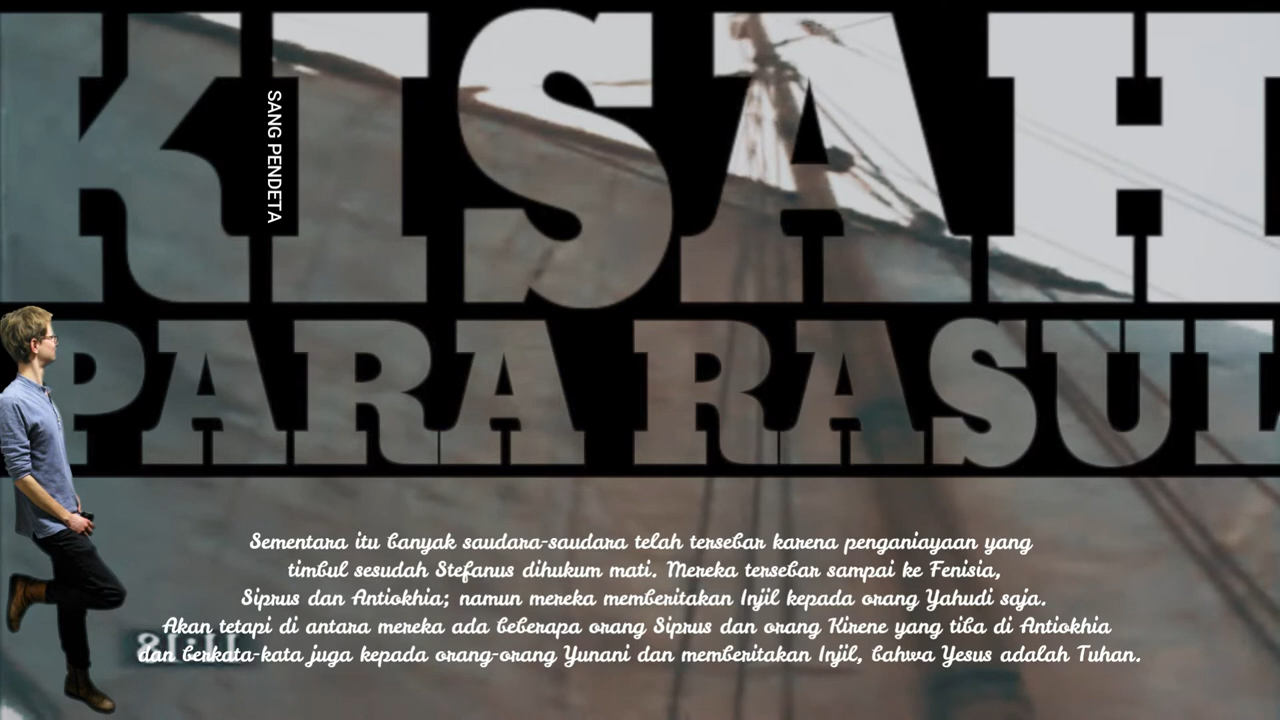 KISAH
SANG PENDETA
PARA RASUL
Sementara itu banyak saudara-saudara telah tersebar karena penganiayaan yang
timbul sesudah Stefanus dihukum mati. Mereka tersebar sampai ke Fenisia,
Siprus dan Antiokhia; namun mereka memberitakan Injil kepada orang Yahudi saja.
Akan tetapi di antara mereka ada beberapa orang Siprus dan orang Kirene yang tiba di Antiokhia
dan berkata-kata juga kepada orang-orang Yunani dan memberitakan Injil, bahwa Yesus adalah Tuhan.